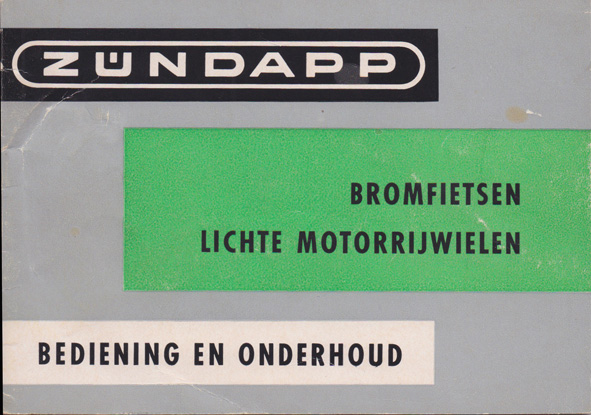 ZÜNDAPP
BROMFIETSEN
LICHTE MOTORRIJWIELEN
BEDIENING EN ONDERHOUD